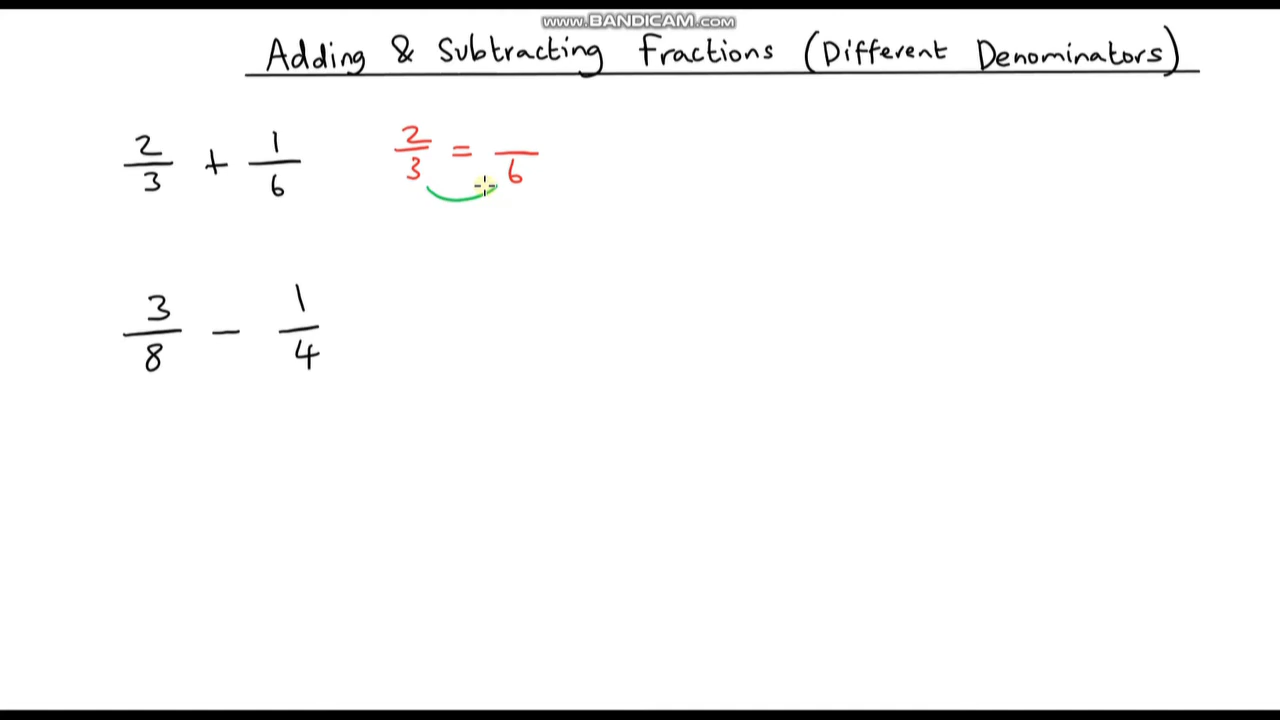 www.BANDICAM.com
Adding & Subtracting Fractions (Different Denominators)
2/3 + 1/6 2/3 = /6
3/8 - 1/4